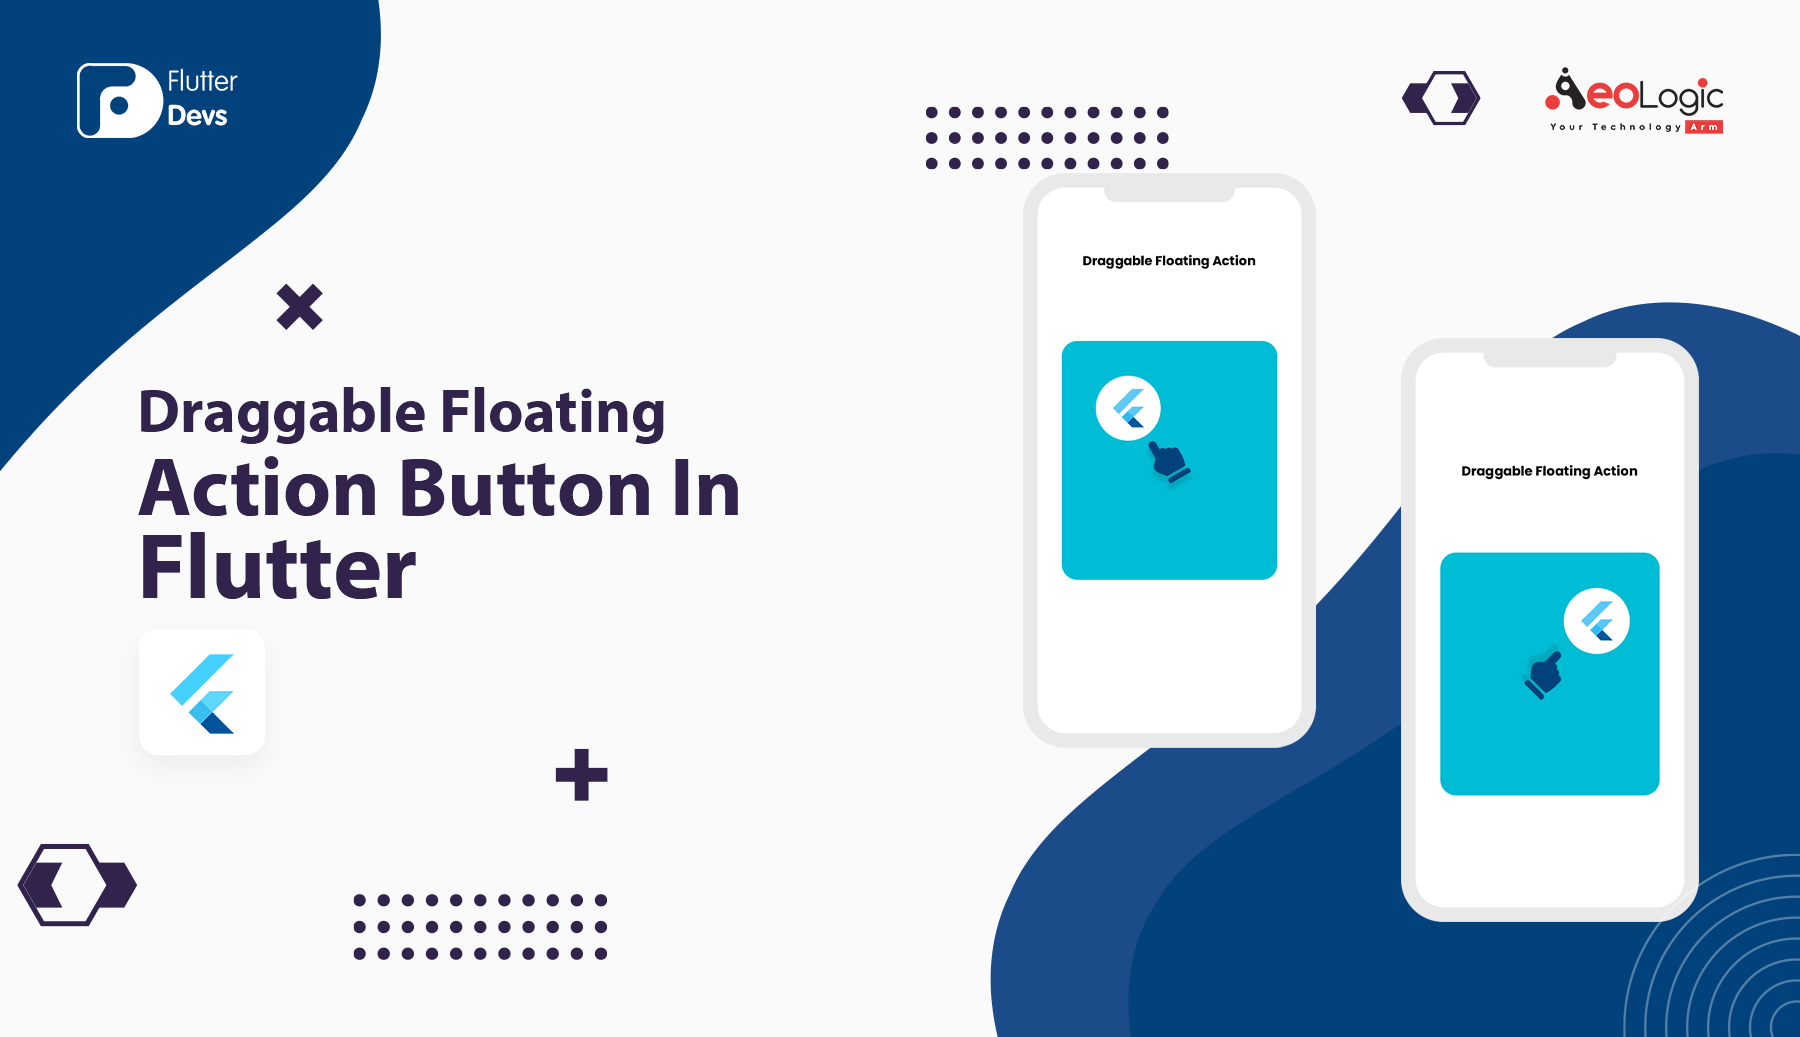 Flutter
Devs
AeoLogic
Your Technology Arm
Draggable Floating
Action Button In
Flutter
Draggable Floating Action
Draggable Floating Action